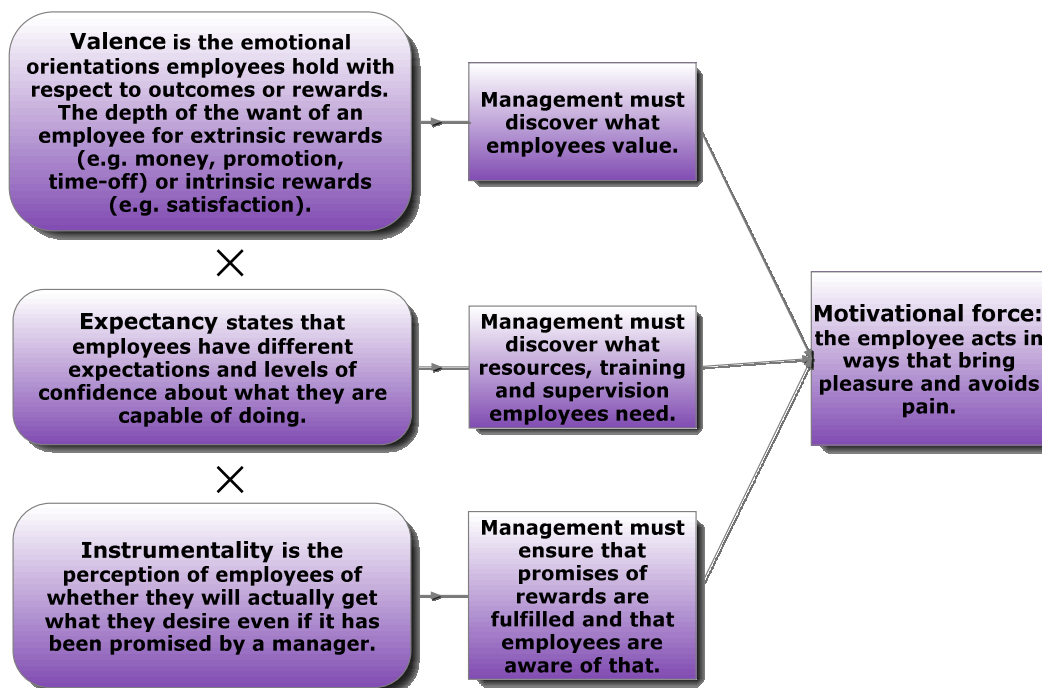 Valence is the emotional
orientations employees hold with
respect to outcomes or rewards.
The depth of the want of an
employee for extrinsic rewards
(e.g. money, promotion,
time-off) or intrinsic rewards
(e.g. satisfaction).
Management must
discover what
employees value.
Expectancy states that
employees have different
expectations and levels of
confidence about what they are
capable of doing.
Management must
discover what
resources, training
and supervision
employees need.
Instrumentality is the
perception of employees of
whether they will actually get
what they desire even if it has
been promised by a manager.
Management must
ensure that
promises of
rewards are
fulfilled and that
employees are
aware of that.
Motivational force:
the employee acts in
ways that bring
pleasure and avoids
pain.